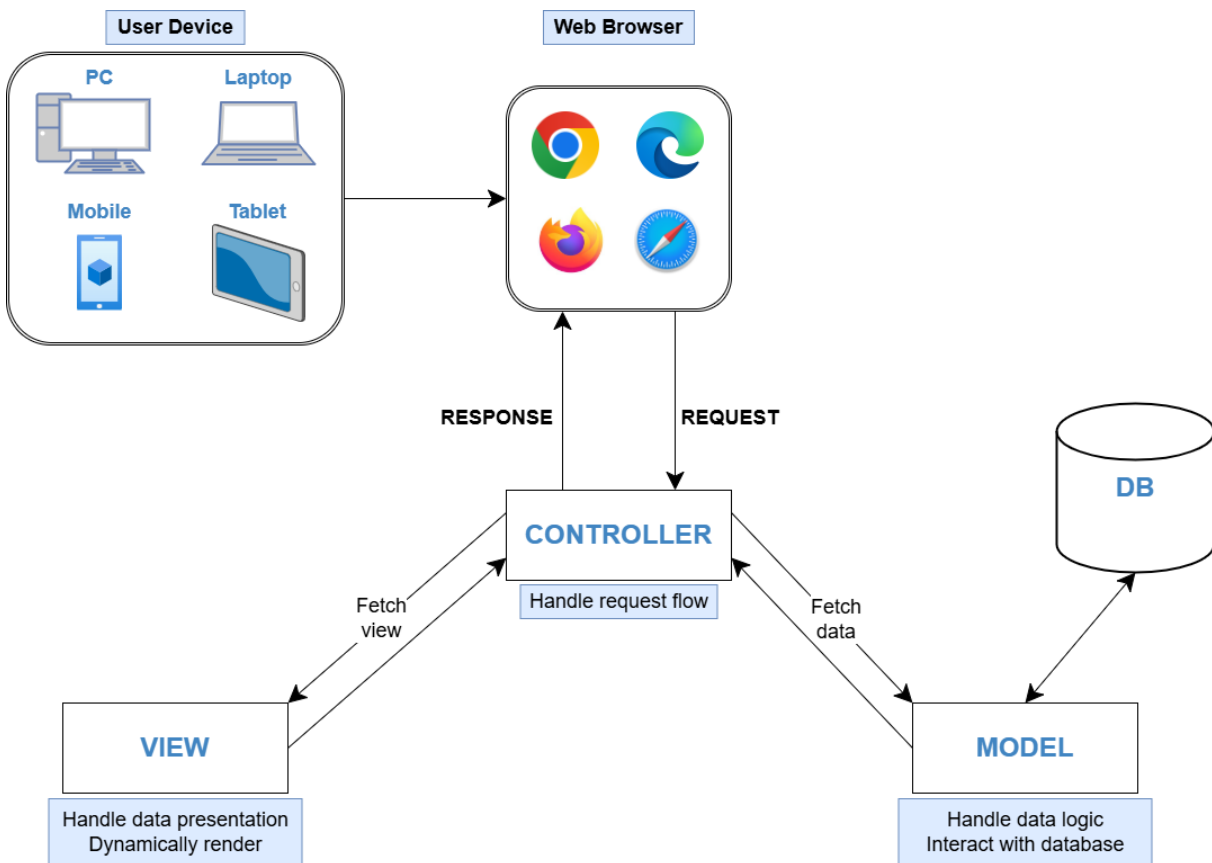 User Device
Web Browser
PC
Laptop
Mobile
Tablet
RESPONSE
REQUEST
DB
CONTROLLER
Handle request flow
Fetch
view
Fetch
data
VIEW
MODEL
Handle data presentation
Dynamically render
Handle data logic
Interact with database